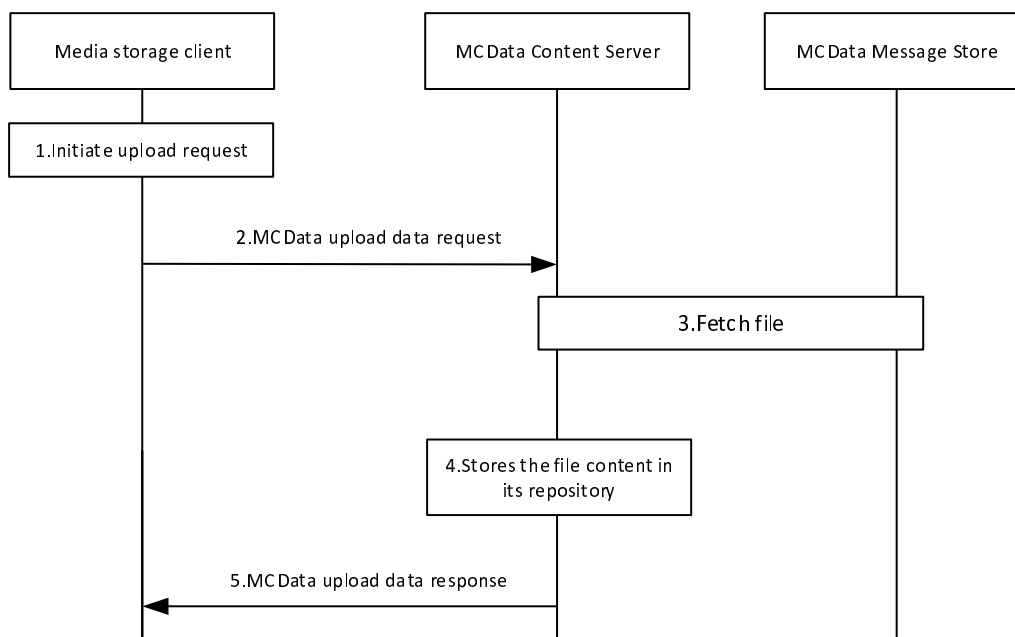 Media storage client
MCData Content Server
MCData Message Store
1.Initiate upload request
2.MCData upload data request
3.Fetch file
4.Stores the file content in
its repository
5.MCData upload data response